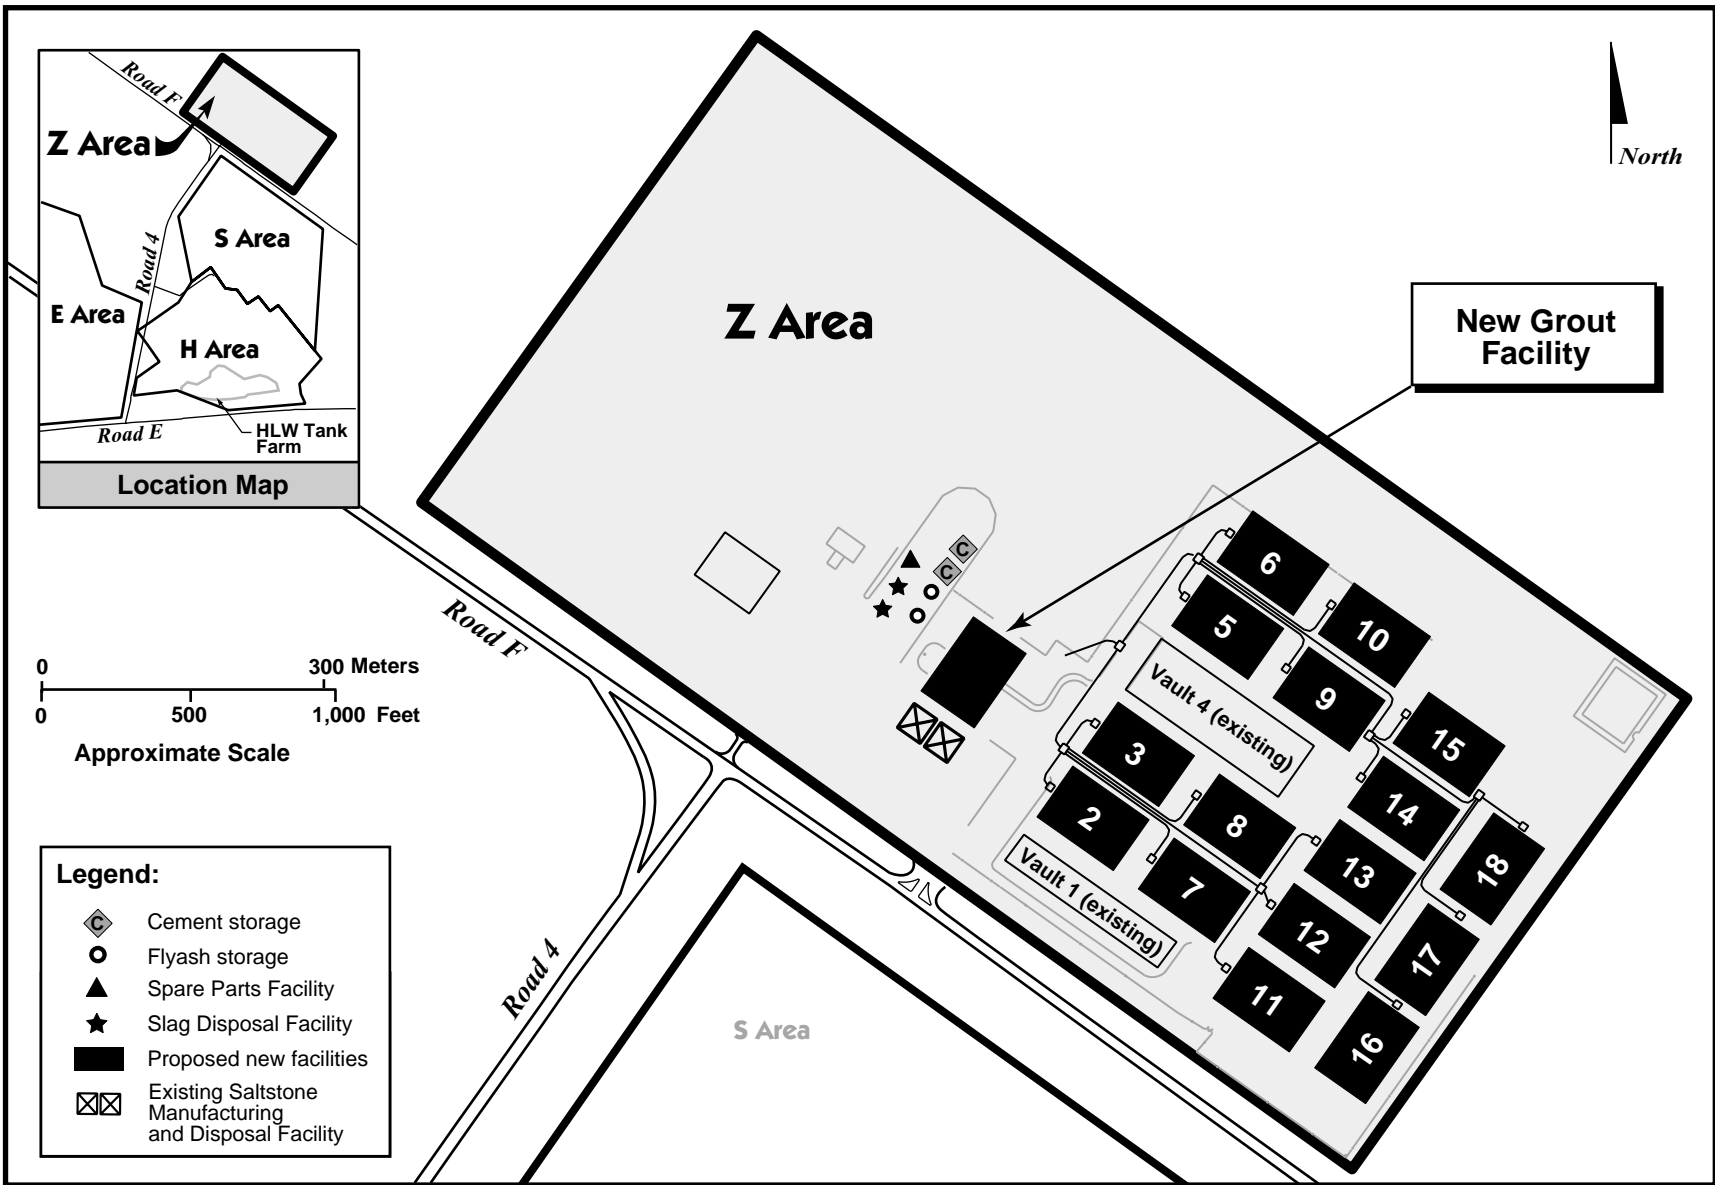 Road F
Z Area
S Area
Road 4
E Area
H Area
Road E
HLW Tank
Farm
Location Map
North
Z Area
New Grout
Facility
C
C
6
10
5
9
Vault 4 (existing)
15
3
14
2
8
18
13
7
Vault 1 (existing)
12
17
11
16
Road F
0
300 Meters
0
500
1,000 Feet
Approximate Scale
Road 4
S Area
Legend:
C Cement storage
Flyash storage
Spare Parts Facility
Slag Disposal Facility
Proposed new facilities
Existing Saltstone
Manufacturing
and Disposal Facility